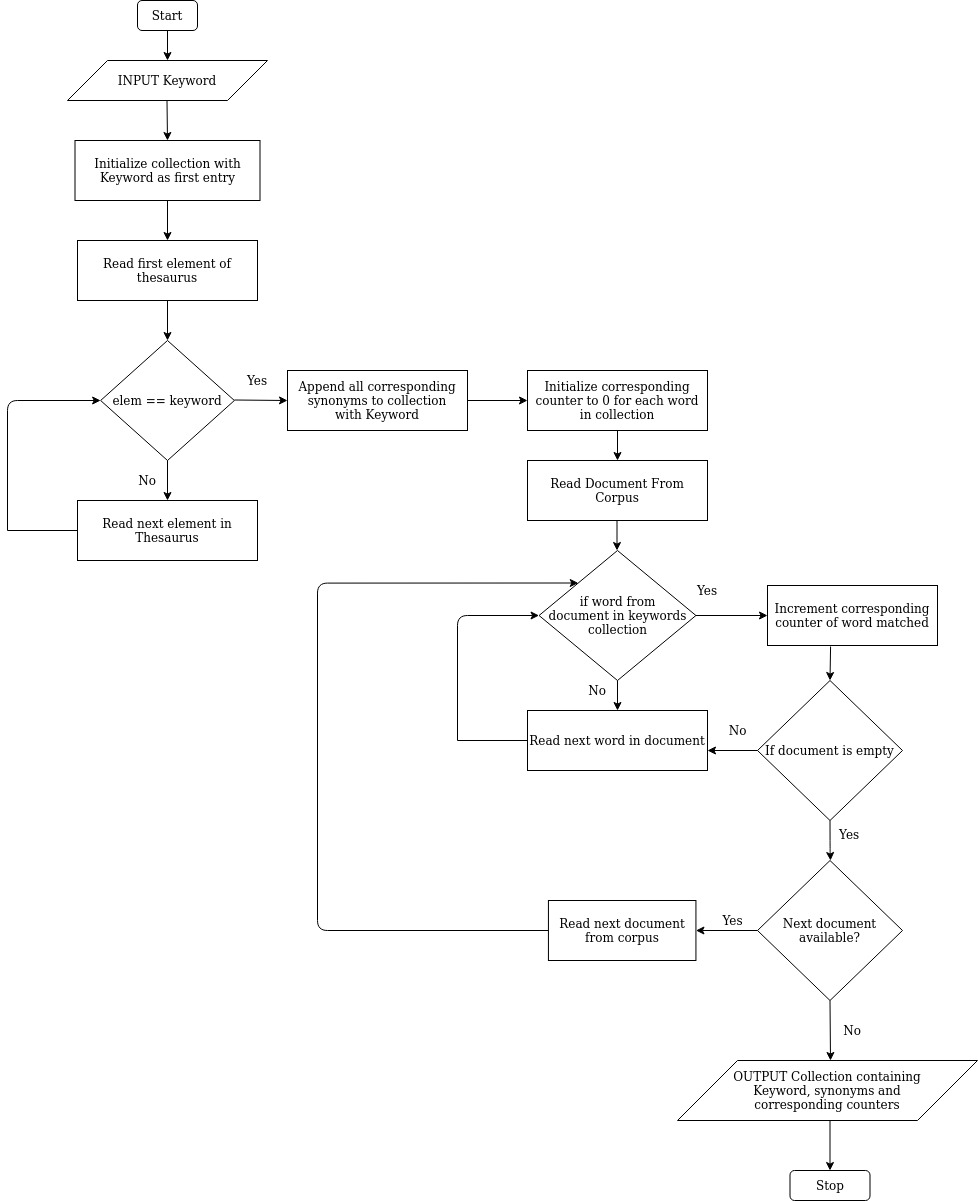 Start
INPUT Keyword
Initialize collection with
Keyword as first entry
Read first element of
thesaurus
elem == keyword
Yes
No
Read next element in
Thesaurus
Append all corresponding
synonyms to collection
with Keyword
Initialize corresponding
counter to 0 for each word
in collection
Read Document From
Corpus
if word from
document in keywords
collection
Yes
No
Increment corresponding
counter of word matched
Read next word in document
No
If document is empty
Yes
Next document
available?
Yes
Read next document
from corpus
No
OUTPUT Collection containing
Keyword, synonyms and
corresponding counters
Stop